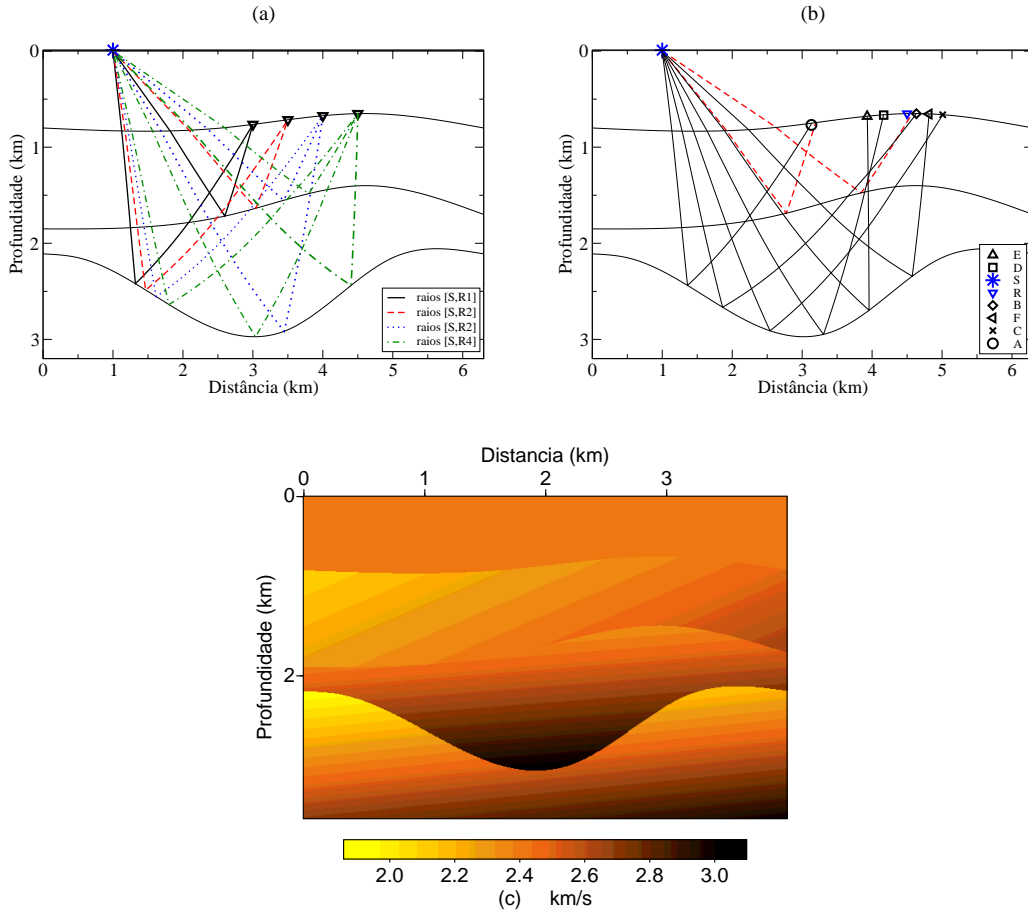 (a)
(b)
0
1
2
3
Profundidade (km)
0 1 2 3 4 5 6
Distância (km)
raios [S,R1]
raios [S,R2]
raios [S,R2]
raios [S,R4]
0
1
2
3
Profundidade (km)
0 1 2 3 4 5 6
Distância (km)
E
D
S
R
B
F
C
A
Distancia (km)
0 1 2 3
0
2
Profundidade (km)
2.0 2.2 2.4 2.6 2.8 3.0
(c) km/s